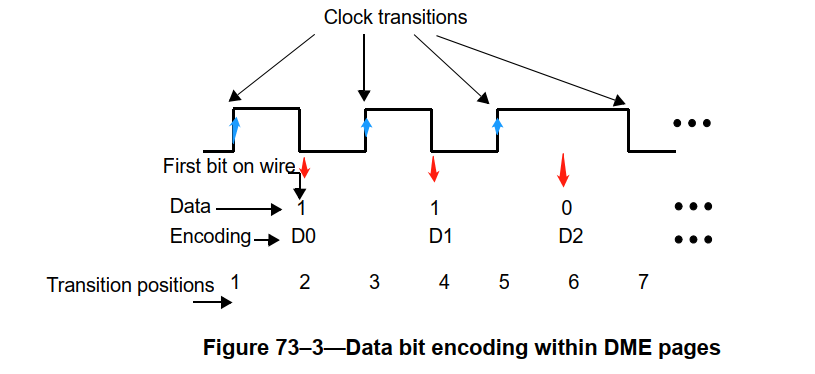 Clock transitions
•••
First bit on wire
Data 1 1 0 •••
Encoding D0 D1 D2 •••
Transition positions 1 2 3 4 5 6 7
Figure 73–3—Data bit encoding within DME pages